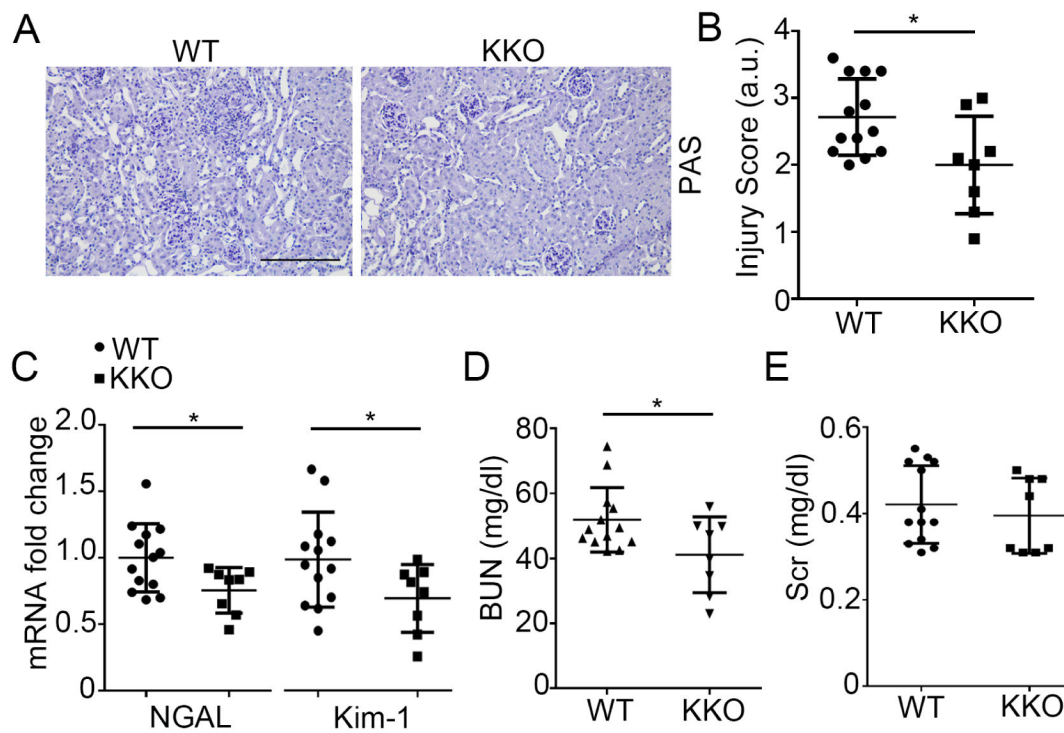 A
WT
KKO
PAS
B
*
Injury Score (a.u.)
4
3
2
1
0
WT
KKO
WT
KKO
C
*
*
mRNA fold change
2.0
1.5
1.0
0.5
0
NGAL
Kim-1
D
*
BUN (mg/dl)
80
60
40
20
0
WT
KKO
E
Scr (mg/dl)
0.6
0.4
0.2
0
WT
KKO